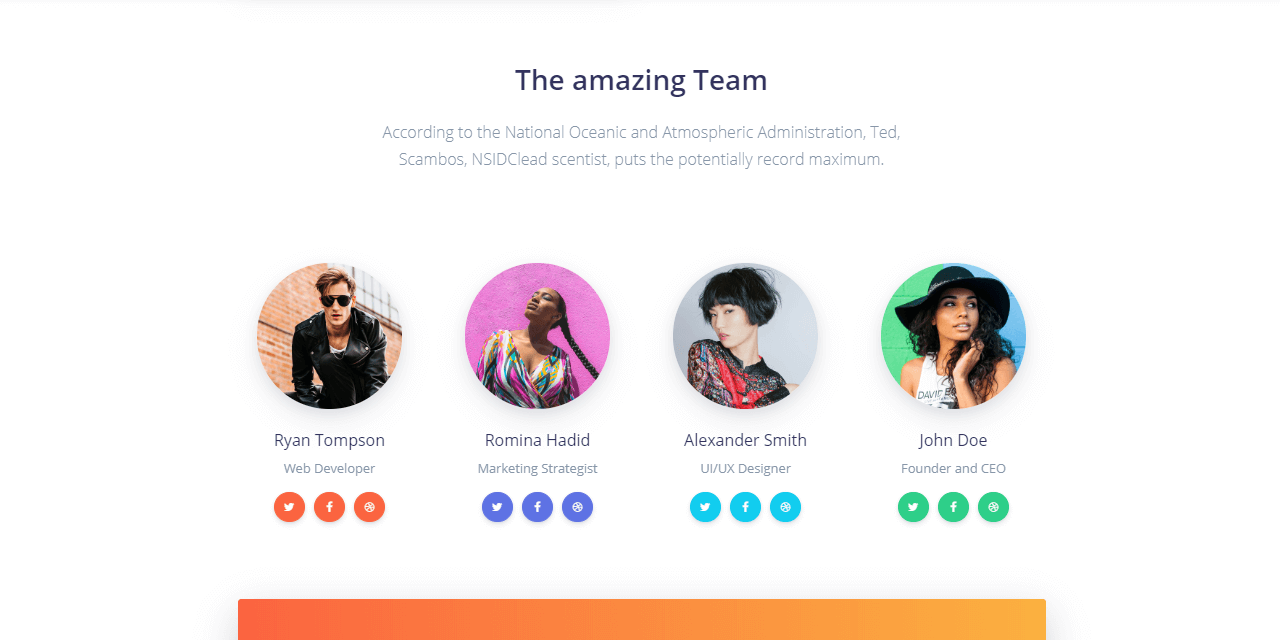 The amazing Team
According to the National Oceanic and Atmospheric Administration, Ted,
Scambos, NSIDClead scentist, puts the potentially record maximum.
DAVID BO
Ryan Tompson
Romina Hadid
Alexander Smith
John Doe
Web Developer
Marketing Strategist
UI/UX Designer
Founder and CEO